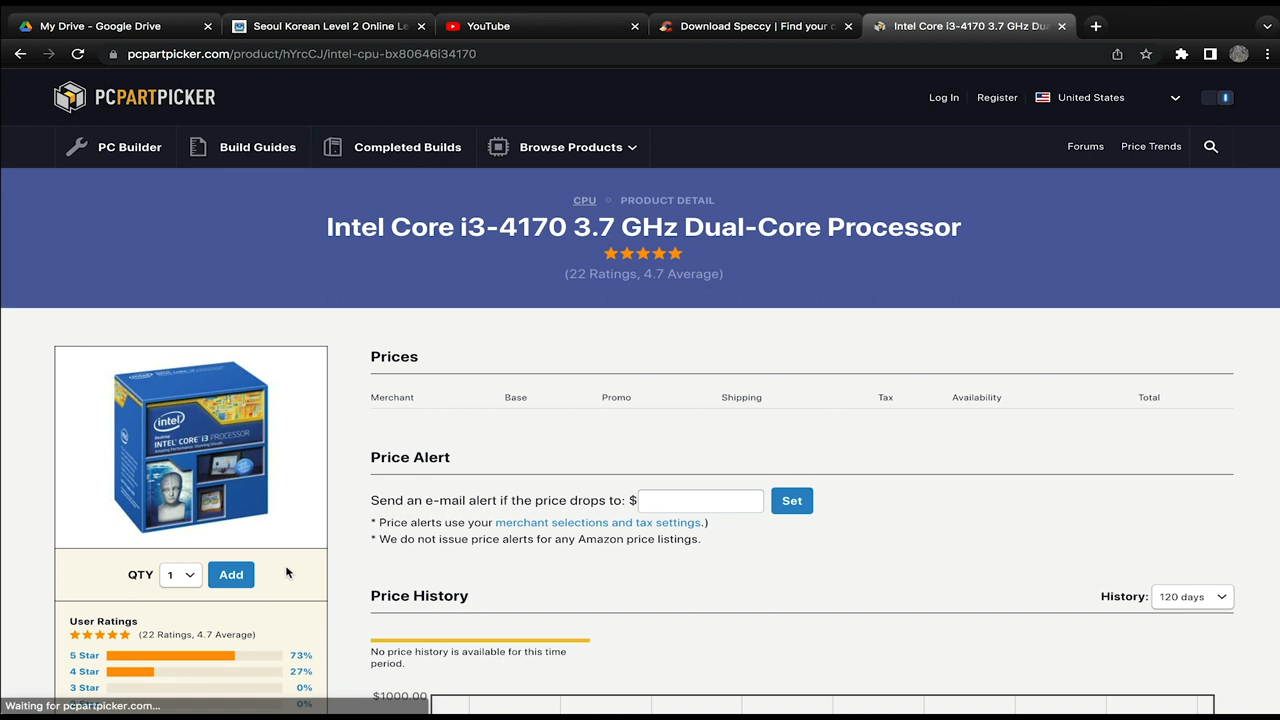 My Drive - Google Drive
Seoul Korean Level 2 Online Le
YouTube
Download Speccy | Find your c
Intel Core i3-4170 3.7 GHz Dua
pcpartpicker.com/product/hYrcCJ/intel-cpu-bx80646i34170
PCPARTPICKER
Log In
Register
United States
PC Builder
Build Guides
Completed Builds
Browse Products
Forums
Price Trends
CPU
PRODUCT DETAIL
Intel Core i3-4170 3.7 GHz Dual-Core Processor
(22 Ratings, 4.7 Average)
intel
INTEL® CORE™ i3 PROCESSOR
Prices
Merchant Base Promo Shipping Tax Availability Total
Price Alert
Send an e-mail alert if the price drops to: $
Set
* Price alerts use your merchant selections and tax settings.)
* We do not issue price alerts for any Amazon price listings.
QTY 1 Add
Price History
History: 120 days
User Ratings
(22 Ratings, 4.7 Average)
No price history is available for this time
period.
5 Star 73%
4 Star 27%
3 Star 0%
0%
$1000.00
Waiting for pcpartpicker.com...